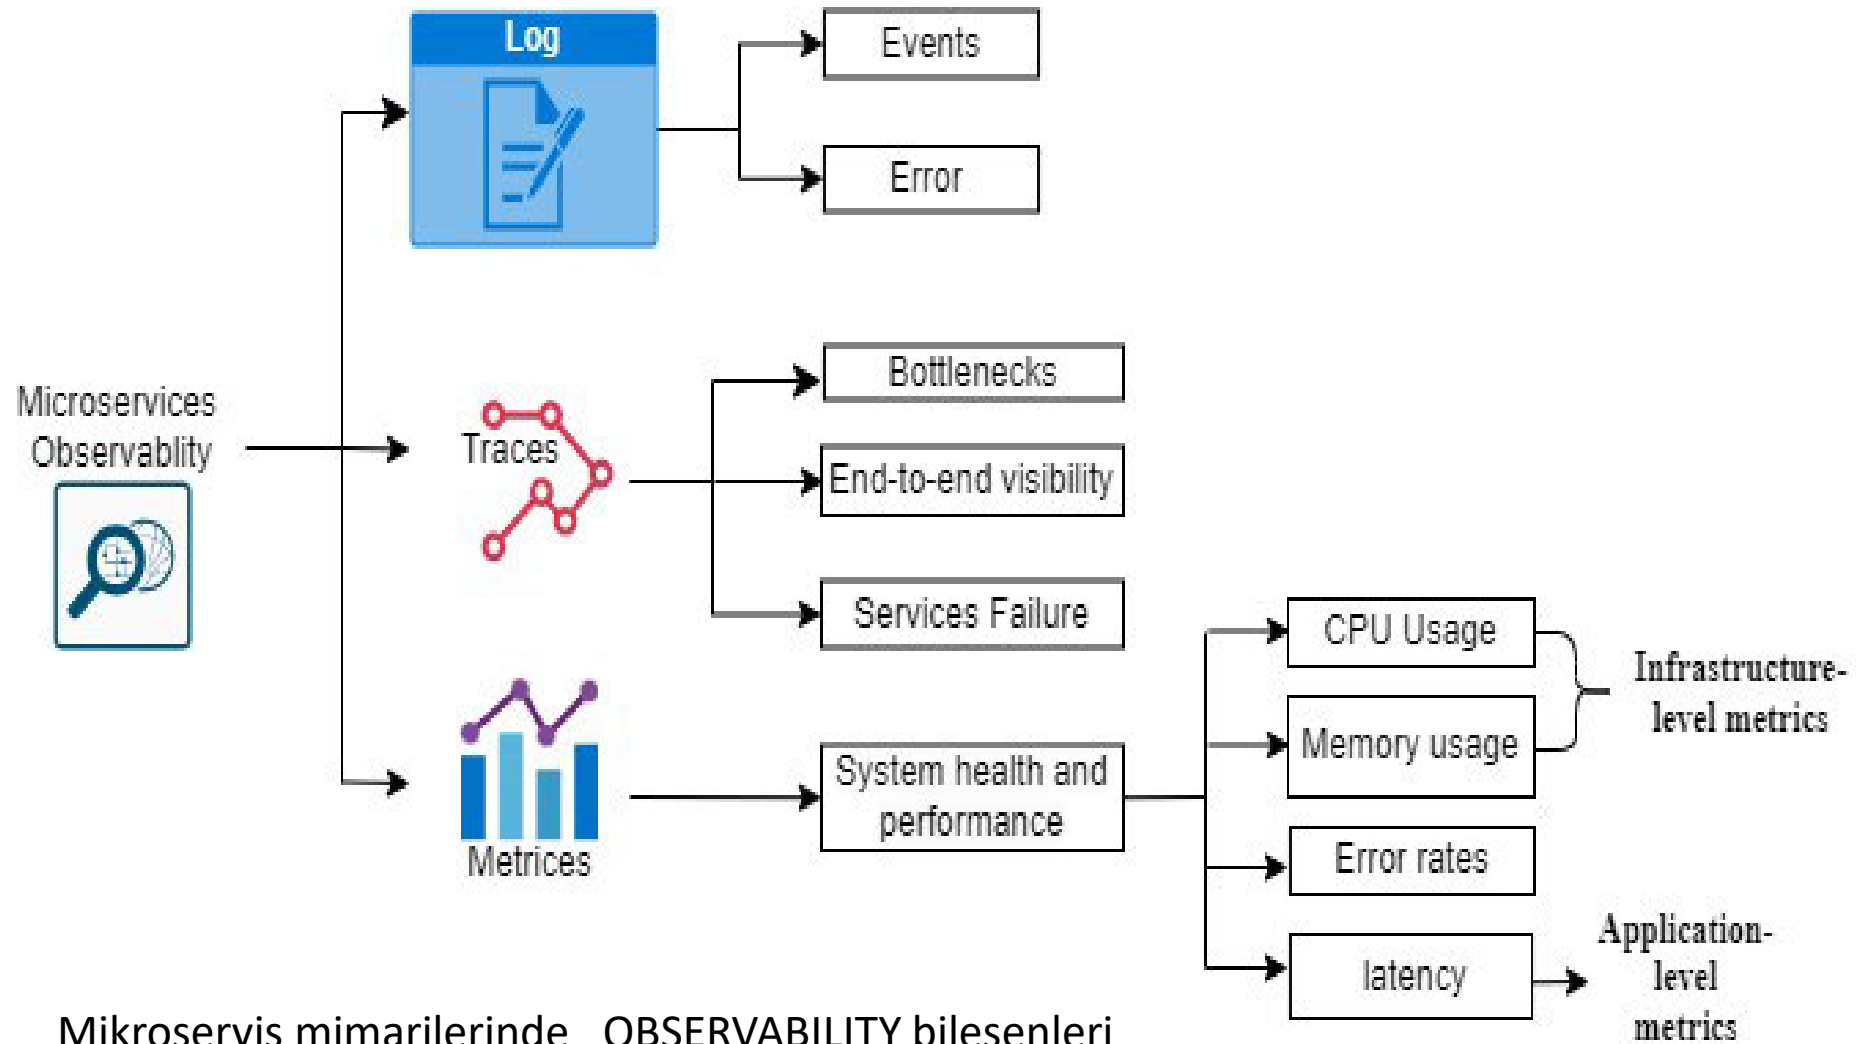 Log
Events
Error
Microservices
Observablity
Traces
Bottlenecks
End-to-end visibility
Services Failure
Metrices
System health and
performance
CPU Usage
Memory usage
Error rates
latency
Infrastructure-
level metrics
Application-
level
metrics
Mikroservis mimarilerinde OBSERVABILITY bilesenleri